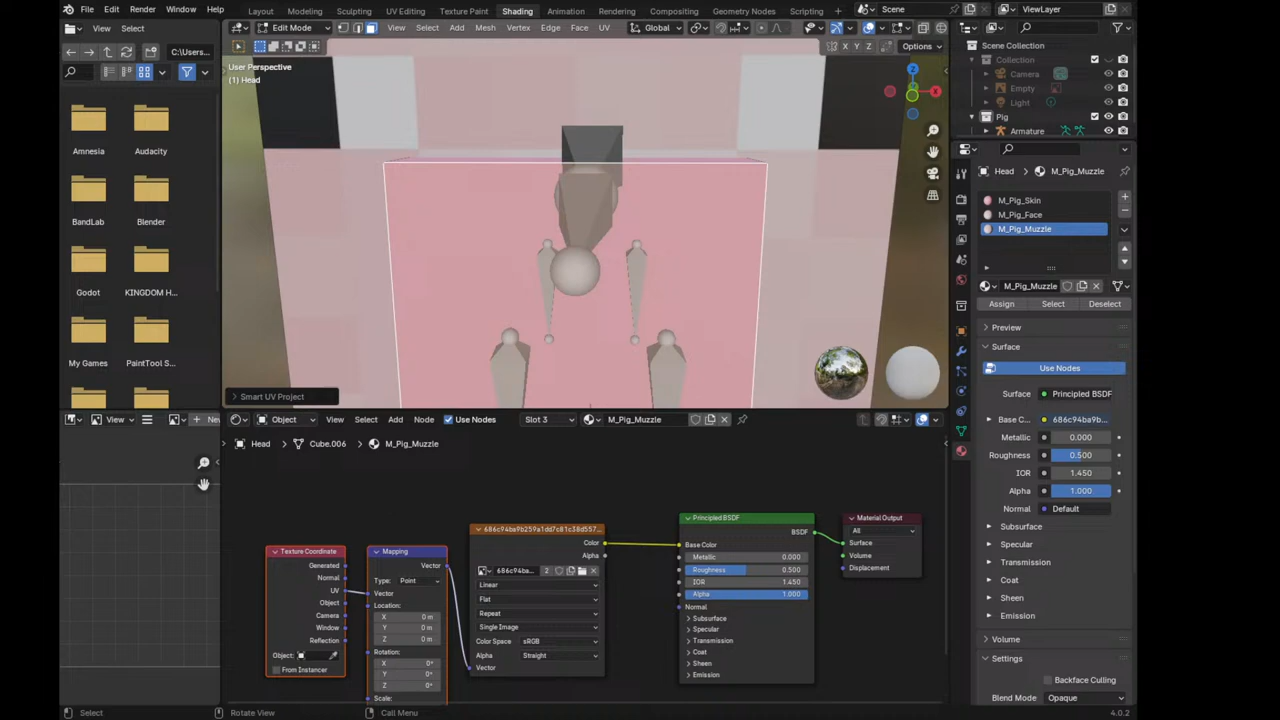 File Edit Render Window Help
Layout Modeling Sculpting UV Editing Texture Paint Shading Animation Rendering Compositing Geometry Nodes Scripting
Scene
ViewLayer
View Select
Edit Mode
View Select Add Mesh Vertex Edge Face UV
Global
C:\Users...
X Y Z
Options
User Perspective
(1) Head
Z
X
Scene Collection
Collection
Camera
Empty
Light
Pig
Armature
Amnesia
Audacity
BandLab
Blender
Godot
KINGDOM H...
My Games
PaintTool S...
Smart UV Project
Head
M_Pig_Muzzle
M_Pig_Skin
M_Pig_Face
M_Pig_Muzzle
M_Pig_Muzzle
Assign Select Deselect
Preview
Surface
Use Nodes
Surface Principled BSDF
Base C... 686c94ba9b...
Metallic 0.000
Roughness 0.500
IOR 1.450
Alpha 1.000
Normal Default
Subsurface
Specular
Transmission
Coat
Sheen
Emission
Volume
Settings
Backface Culling
Blend Mode Opaque
View
New
Object View Select Add Node Use Nodes Slot 3 M_Pig_Muzzle
Head
Cube.006
M_Pig_Muzzle
Texture Coordinate
Generated
Normal
UV
Object
Camera
Window
Reflection
Object:
From Instancer
Mapping
Vector
Type: Point
Vector
Location:
X 0 m
Y 0 m
Z 0 m
Rotation:
X 0°
Y 0°
Z 0°
Scale:
686c94ba9b259a1dd7c81c38d557...
Color
Alpha
686c94ba... 2
Linear
Flat
Repeat
Single Image
Color Space sRGB
Alpha Straight
Vector
Principled BSDF
BSDF
Base Color
Metallic 0.000
Roughness 0.500
IOR 1.450
Alpha 1.000
Normal
Subsurface
Specular
Transmission
Coat
Sheen
Emission
Material Output
All
Surface
Volume
Displacement
Select
Rotate View
Call Menu
4.0.2